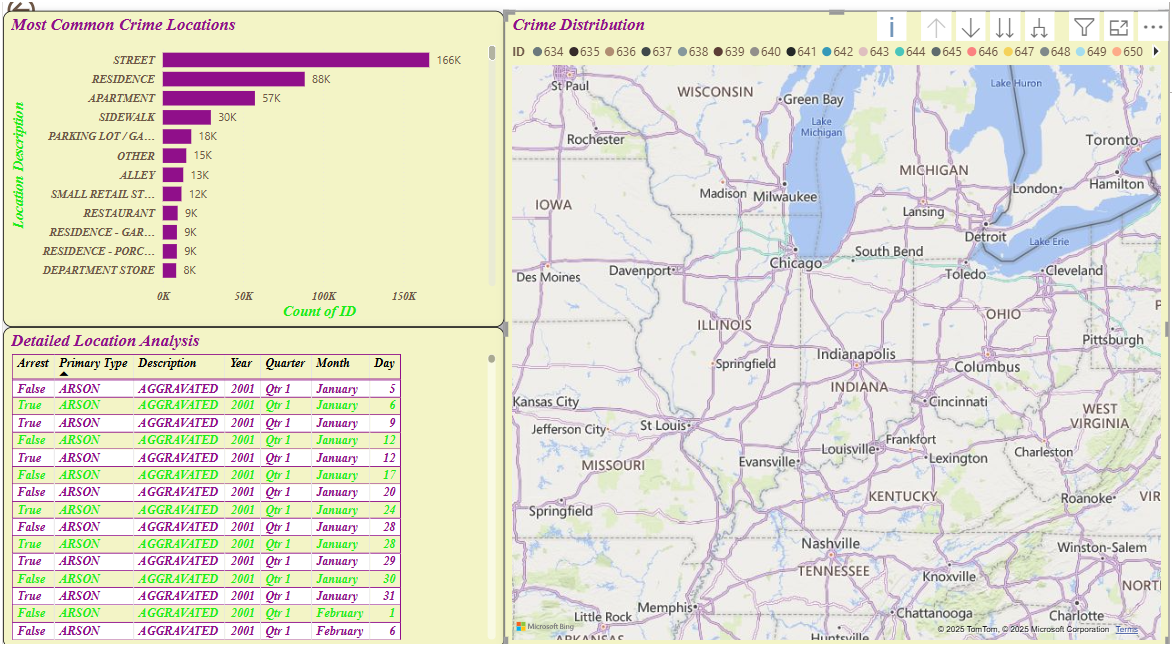 Most Common Crime Locations
Location Description
STREET 166K
RESIDENCE 88K
APARTMENT 57K
SIDEWALK 30K
PARKING LOT / GA... 18K
OTHER 15K
ALLEY 13K
SMALL RETAIL ST... 12K
RESTAURANT 9K
RESIDENCE - GAR... 9K
RESIDENCE - PORC... 9K
DEPARTMENT STORE 8K
0K 50K 100K 150K
Count of ID
Detailed Location Analysis
Arrest Primary Type Description Year Quarter Month Day
False ARSON AGGRAVATED 2001 Qtr 1 January 5
True ARSON AGGRAVATED 2001 Qtr 1 January 6
True ARSON AGGRAVATED 2001 Qtr 1 January 9
False ARSON AGGRAVATED 2001 Qtr 1 January 12
True ARSON AGGRAVATED 2001 Qtr 1 January 12
False ARSON AGGRAVATED 2001 Qtr 1 January 17
False ARSON AGGRAVATED 2001 Qtr 1 January 20
True ARSON AGGRAVATED 2001 Qtr 1 January 24
False ARSON AGGRAVATED 2001 Qtr 1 January 28
True ARSON AGGRAVATED 2001 Qtr 1 January 28
True ARSON AGGRAVATED 2001 Qtr 1 January 29
False ARSON AGGRAVATED 2001 Qtr 1 January 30
True ARSON AGGRAVATED 2001 Qtr 1 January 31
False ARSON AGGRAVATED 2001 Qtr 1 February 1
False ARSON AGGRAVATED 2001 Qtr 1 February 6
Crime Distribution
ID 634 635 636 637 638 639 640 641 642 643 644 645 646 647 648 649 650
St Paul
WISCONSIN
Green Bay
Lake Huron
Lake
Michigan
Rochester
Toronto
MICHIGAN
Madison
Milwaukee
London
Hamilton
IOWA
Lansing
Detroit
Lake Erie
Chicago
South Bend
Des Moines
Davenport
Toledo
Cleveland
OHIO
ILLINOIS
Pittsburgh
Indianapolis
Springfield
Columbus
INDIANA
Kansas City
Cincinnati
WEST
VIRGINIA
Jefferson City
St Louis
Frankfort
Louisville
Lexington
Charleston
Evansville
MISSOURI
KENTUCKY
Roanoke
VIR
Springfield
Nashville
Winston-Salem
TENNESSEE
Knoxville
NORT
Memphis
Little Rock
Chattanooga
Charlotte
Huntsville
ARKANSAS
Microsoft Bing
© 2025 TomTom, © 2025 Microsoft Corporation Terms